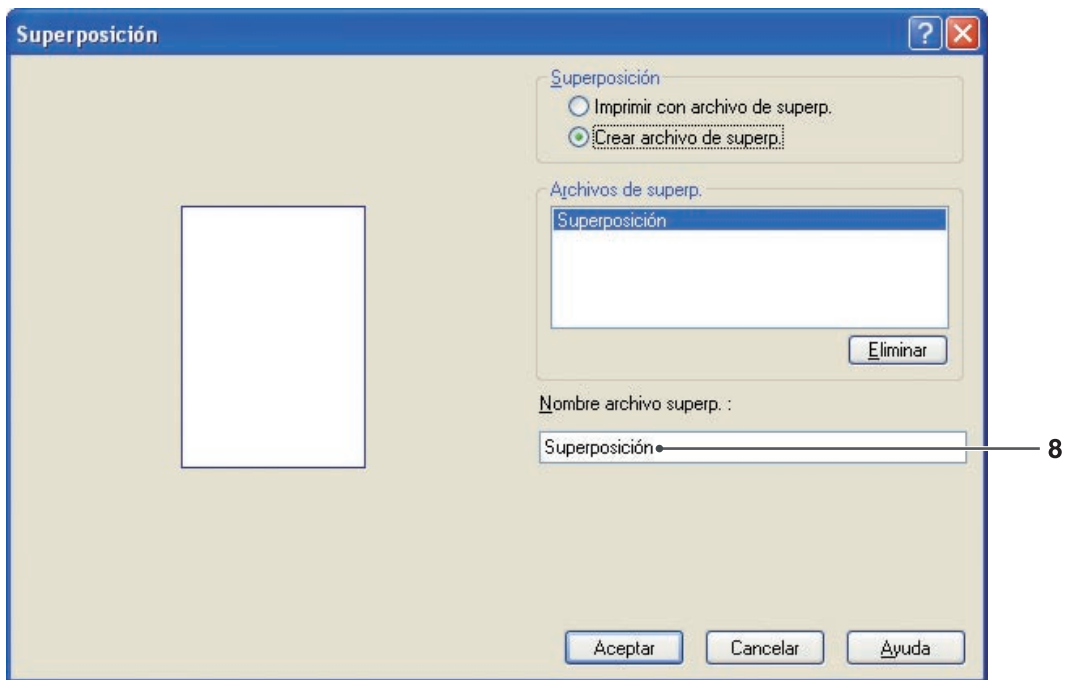 Superposición
Superposición
Imprimir con archivo de superp.
Crear archivo de superp.
Archivos de superp.
Superposición
Eliminar
Nombre archivo superp. :
Superposición
8
Aceptar
Cancelar
Ayuda